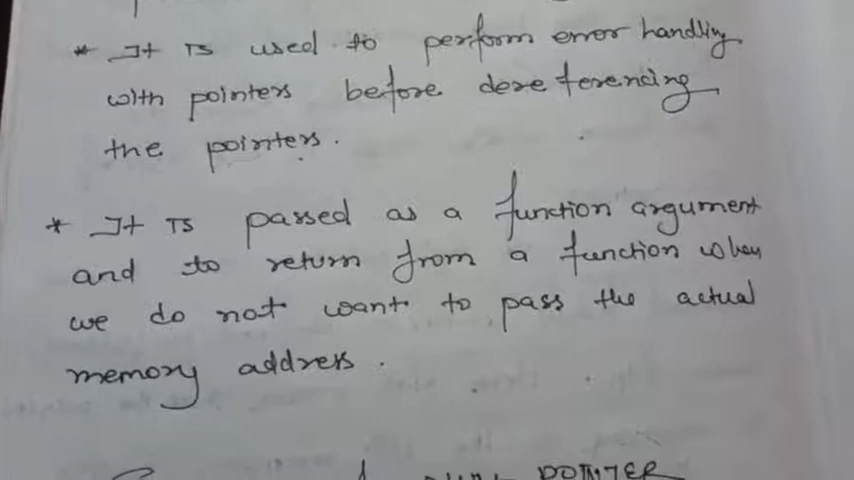 * It is used to perform error handling
with pointers before dereferencing
the pointers.
* It is passed as a function argument
and to return from a function when
we do not want to pass the actual
memory address.
POINTER